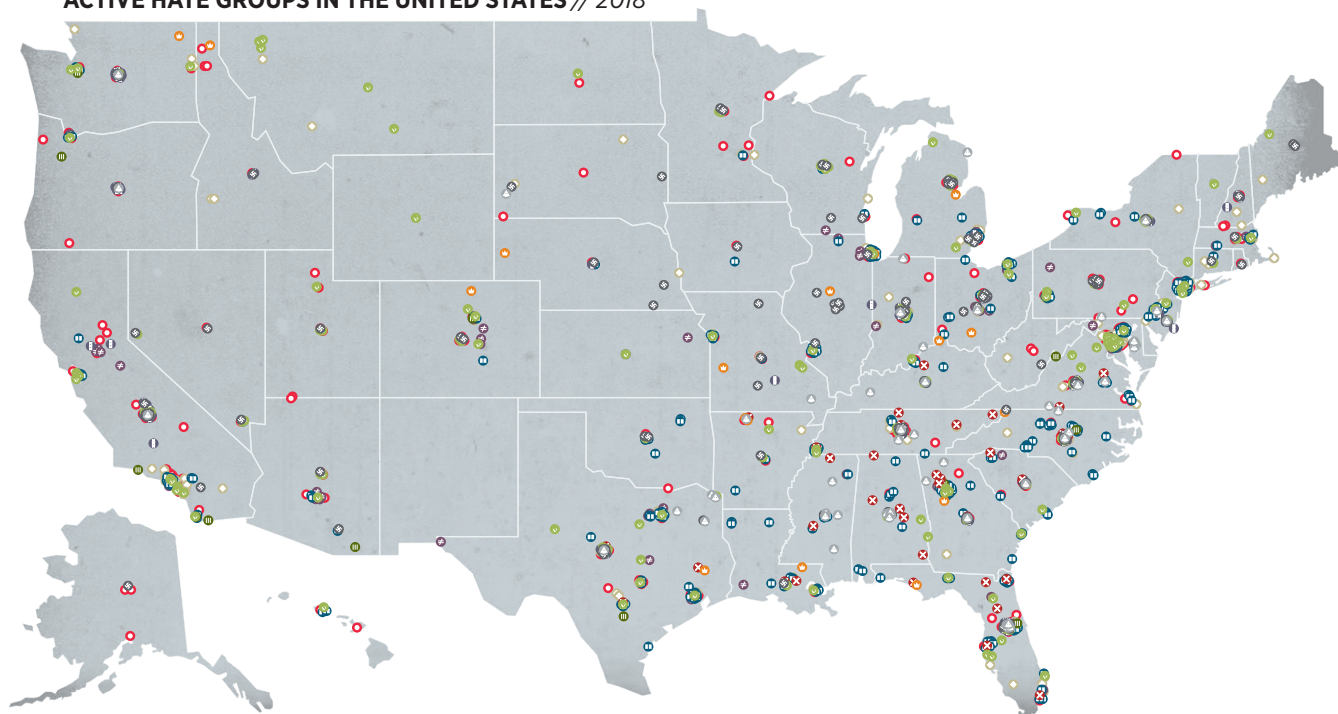 ACTIVE HATE GROUPS IN THE UNITED STATES // 2018